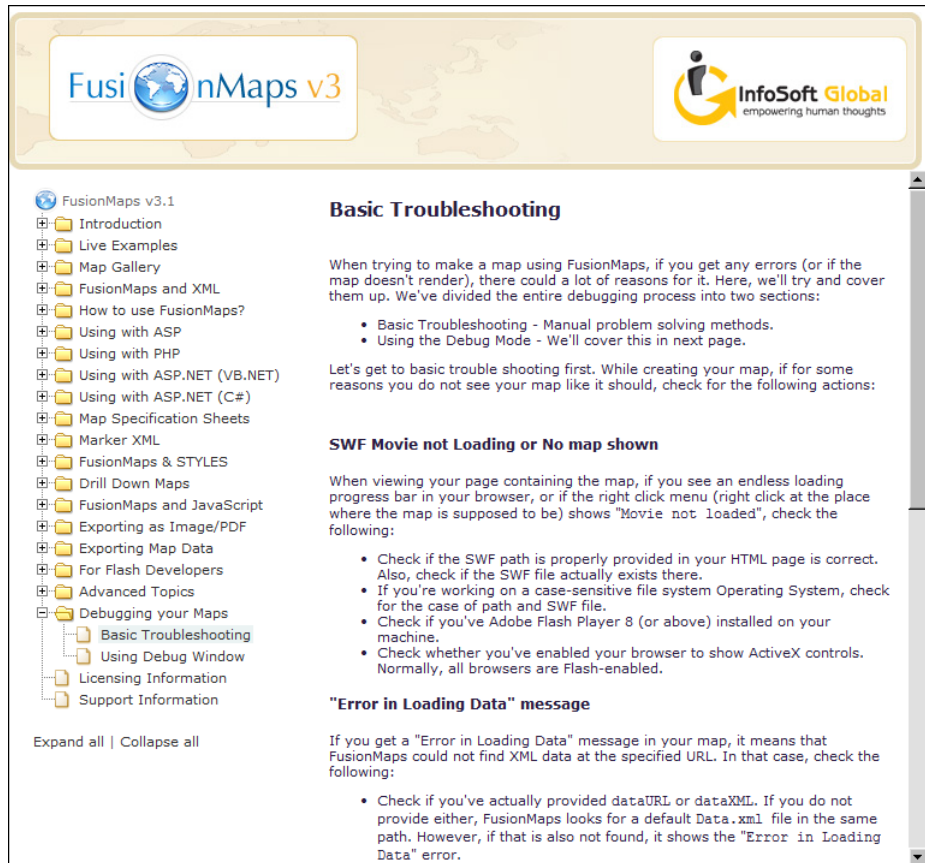 FusionMaps v3
InfoSoft Global
empowering human thoughts
FusionMaps v3.1
Introduction
Live Examples
Map Gallery
FusionMaps and XML
How to use FusionMaps?
Using with ASP
Using with PHP
Using with ASP.NET (VB.NET)
Using with ASP.NET (C#)
Map Specification Sheets
Marker XML
FusionMaps & STYLES
Drill Down Maps
FusionMaps and JavaScript
Exporting as Image/PDF
Exporting Map Data
For Flash Developers
Advanced Topics
Debugging your Maps
Basic Troubleshooting
Using Debug Window
Licensing Information
Support Information
Expand all | Collapse all
Basic Troubleshooting
When trying to make a map using FusionMaps, if you get any errors (or if the
map doesn't render), there could a lot of reasons for it. Here, we'll try and cover
them up. We've divided the entire debugging process into two sections:
• Basic Troubleshooting - Manual problem solving methods.
• Using the Debug Mode - We'll cover this in next page.
Let's get to basic trouble shooting first. While creating your map, if for some
reasons you do not see your map like it should, check for the following actions:
SWF Movie not Loading or No map shown
When viewing your page containing the map, if you see an endless loading
progress bar in your browser, or if the right click menu (right click at the place
where the map is supposed to be) shows "Movie not loaded", check the
following:
• Check if the SWF path is properly provided in your HTML page is correct.
Also, check if the SWF file actually exists there.
• If you're working on a case-sensitive file system Operating System, check
for the case of path and SWF file.
• Check if you've Adobe Flash Player 8 (or above) installed on your
machine.
• Check whether you've enabled your browser to show ActiveX controls.
Normally, all browsers are Flash-enabled.
"Error in Loading Data" message
If you get a "Error in Loading Data" message in your map, it means that
FusionMaps could not find XML data at the specified URL. In that case, check the
following:
• Check if you've actually provided dataURL or dataXML. If you do not
provide either, FusionMaps looks for a default Data.xml file in the same
path. However, if that is also not found, it shows the "Error in Loading
Data" error.